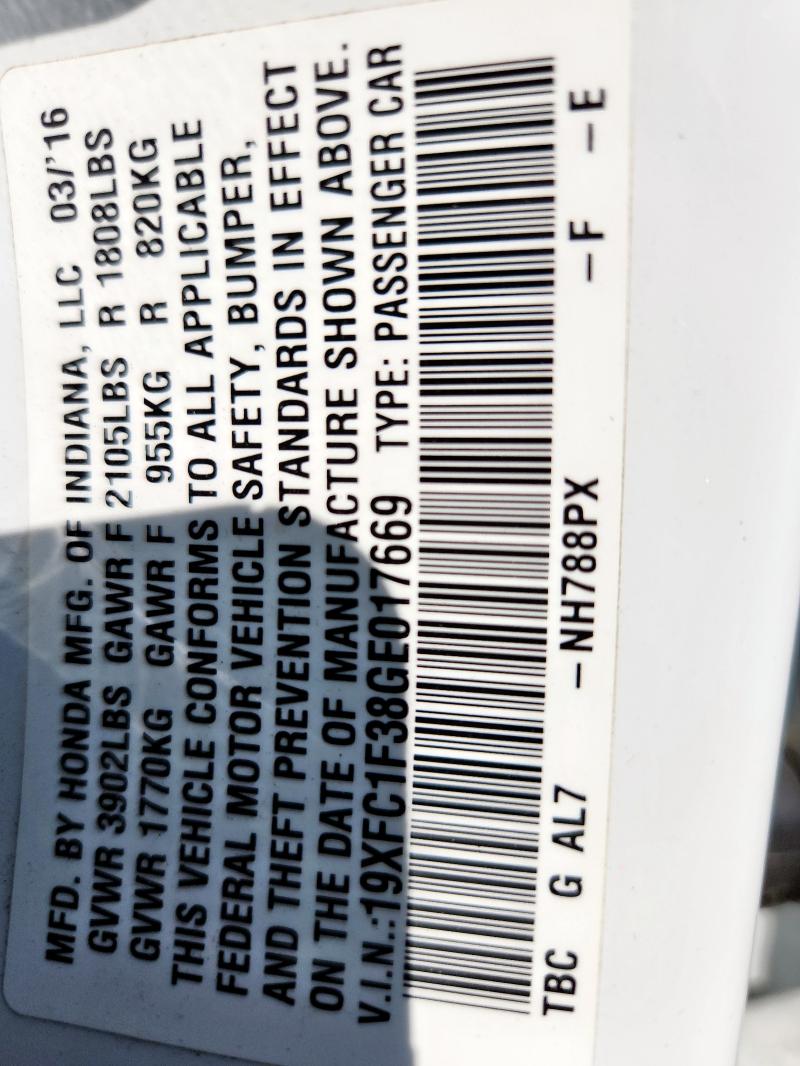 MFD. BY HONDA MFG. OF INDIANA, LLC 03/'16
GVWR 3902LBS GAWR F 2105LBS R 1808LBS
GVWR 1770KG GAWR F 955KG R 820KG
THIS VEHICLE CONFORMS TO ALL APPLICABLE
FEDERAL MOTOR VEHICLE SAFETY, BUMPER,
AND THEFT PREVENTION STANDARDS IN EFFECT
ON THE DATE OF MANUFACTURE SHOWN ABOVE.
V.I.N.:19XFC1F38GE017669 TYPE: PASSENGER CAR
TBC G AL7 -NH788PX -F -E